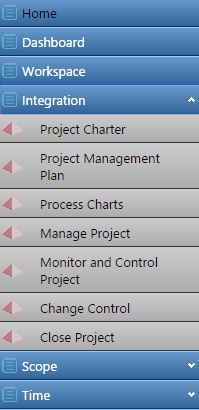 Home
Dashboard
Workspace
Integration
Project Charter
Project Management
Plan
Process Charts
Manage Project
Monitor and Control
Project
Change Control
Close Project
Scope
Time